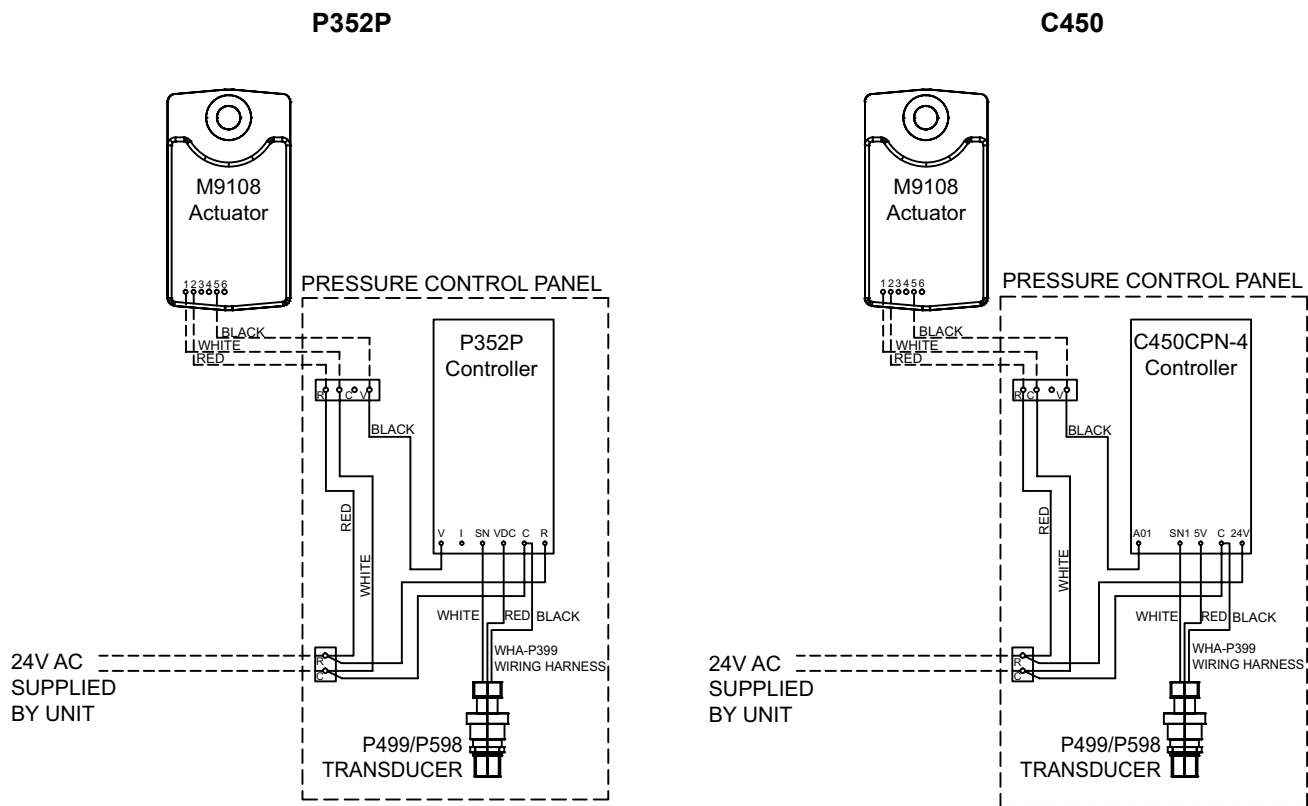 P352P
M9108
Actuator
123456
PRESSURE CONTROL PANEL
BLACK
WHITE
RED
R C V
P352P
Controller
BLACK
RED
WHITE
V I SN VDC C R
WHITE RED BLACK
WHA-P399
WIRING HARNESS
R
C
24V AC
SUPPLIED
BY UNIT
P499/P598
TRANSDUCER
C450
M9108
Actuator
123456
PRESSURE CONTROL PANEL
BLACK
WHITE
RED
R C V
C450CPN-4
Controller
BLACK
RED
WHITE
A01 SN1 5V C 24V
WHITE RED BLACK
WHA-P399
WIRING HARNESS
R
C
24V AC
SUPPLIED
BY UNIT
P499/P598
TRANSDUCER